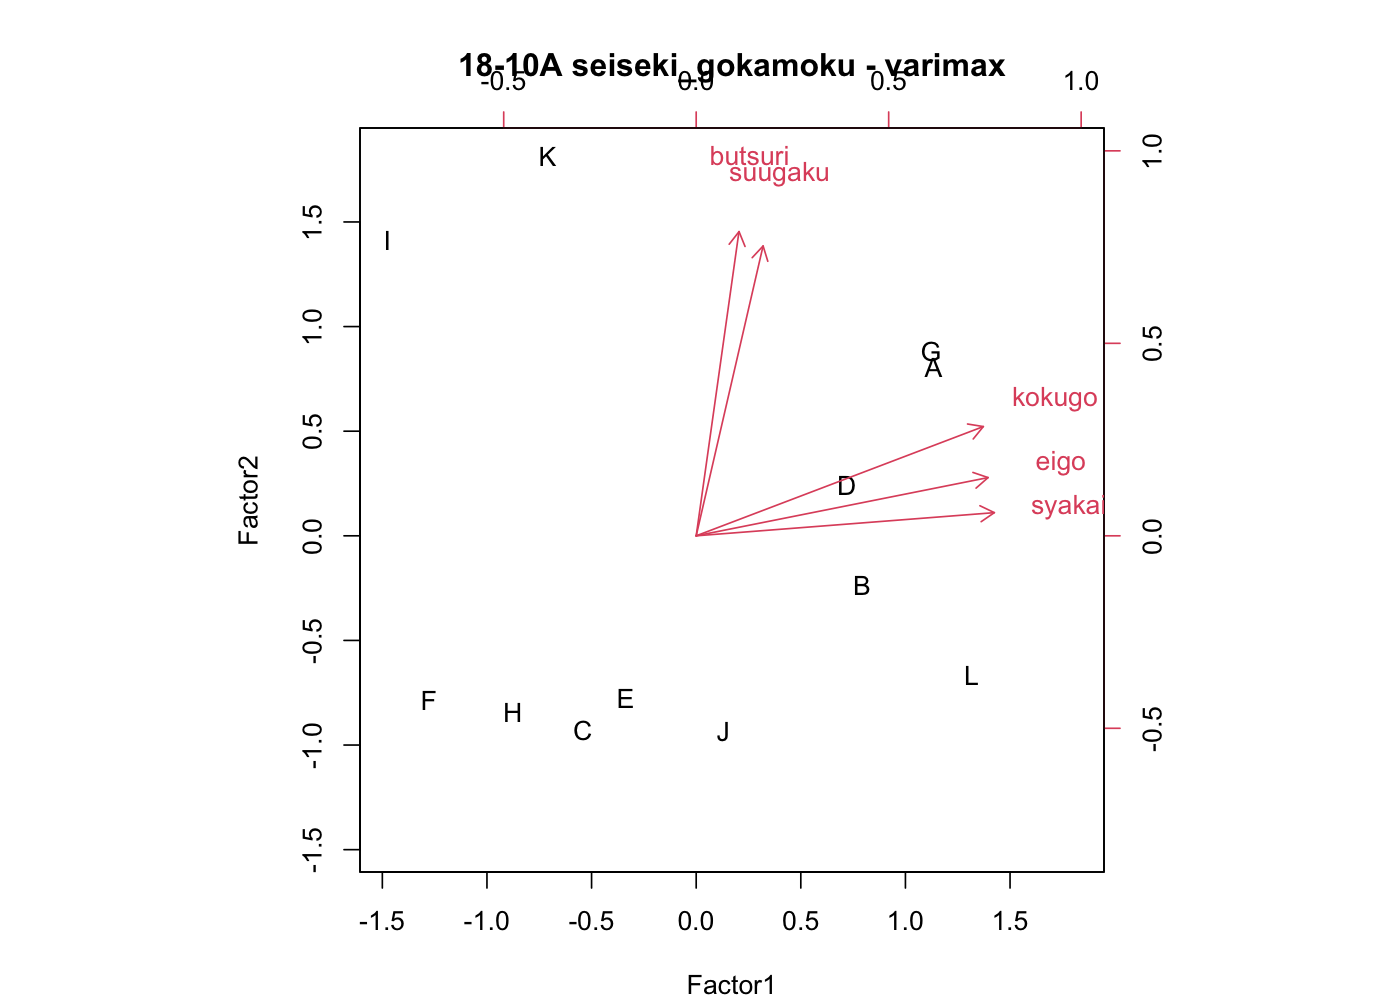 18-10A seiseki_gokamoku - varimax
-0.5 0.0 0.5 1.0
K
butsuri
suugaku
1.0
I
1.5
1.0
G
A
0.5
kokugo
0.5
eigo
D
syakai
Factor2
0.0
0.0
B
-0.5
L
F
H
C
E
J
-0.5
-1.0
-1.5
-1.5 -1.0 -0.5 0.0 0.5 1.0 1.5
Factor1